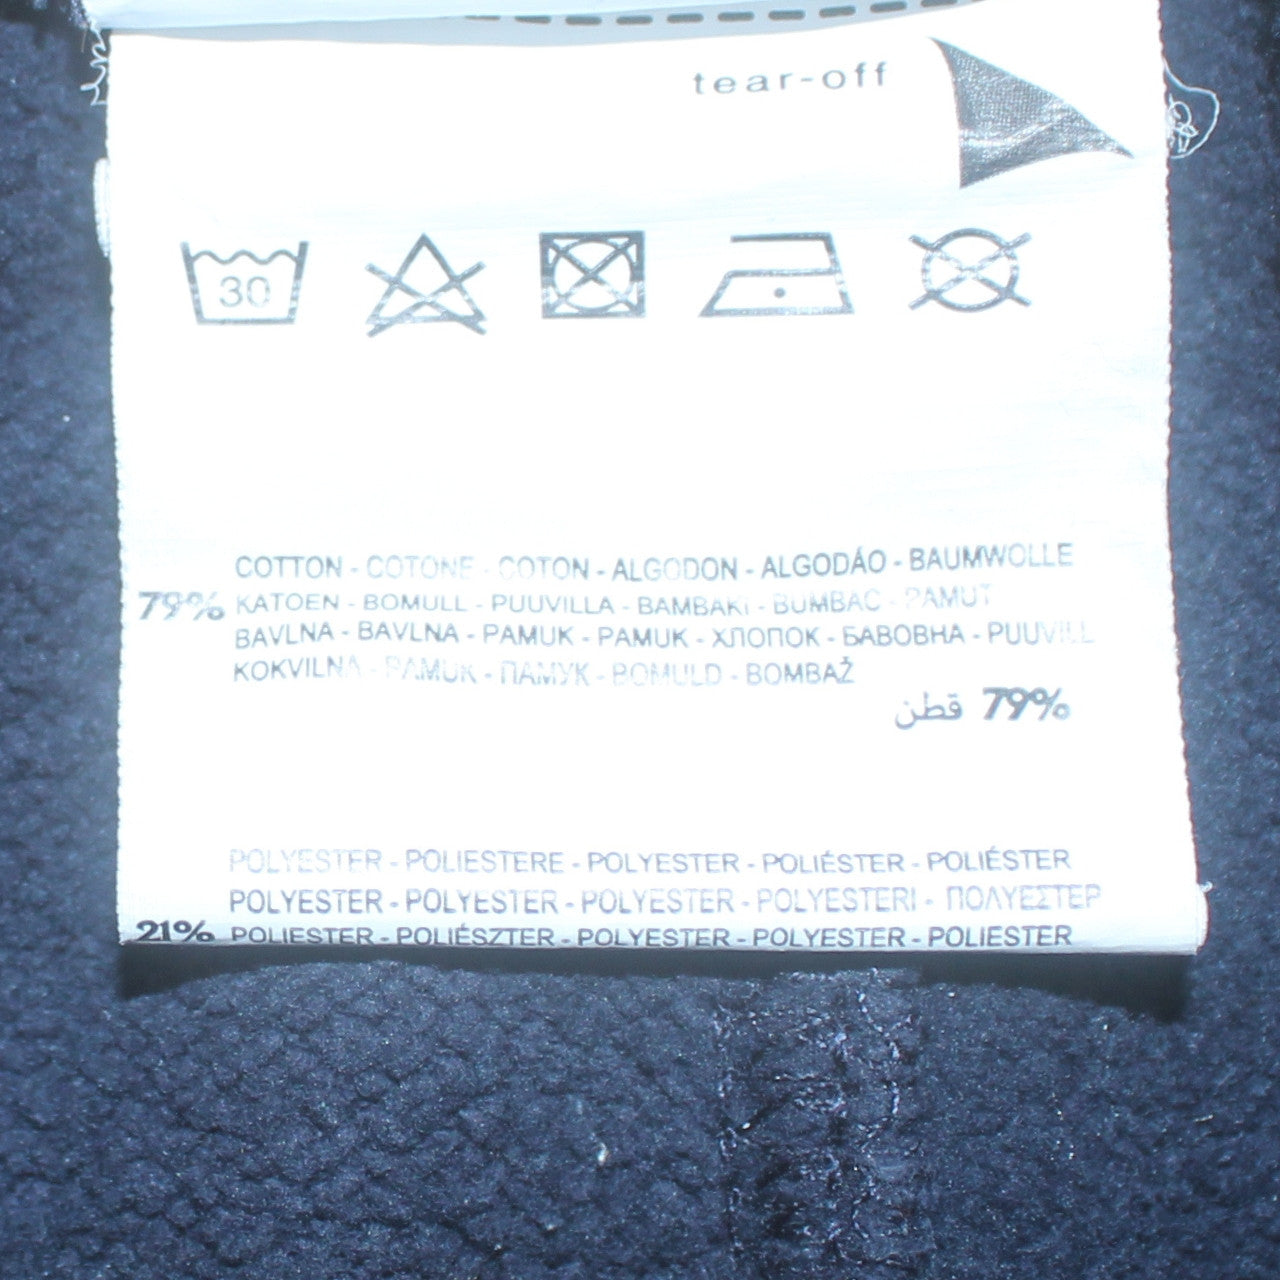 tear-off
30
COTTON - COTONE - COTON - ALGODON - ALGODÁO - BAUMWOLLE
79% KATOEN - BOMULL - PUUVILLA - BAMBAKI - BUMBAC - PAMUT
BAVLNA - BAVLNA - PAMUK - PAMUK - ХЛОПОК - БАВОВНА - PUUVILL
KOKVILNA - PAMUK - ПАМУК - BOMULD - BOMBAŽ
79% قطن
POLYESTER - POLIESTERE - POLYESTER - POLIÉSTER - POLIÉSTER
POLYESTER - POLYESTER - POLYESTER - POLYESTERI - ΠΟΛΥΕΣΤΕΡ
21% POLIESTER - POLIÉSZTER - POLYESTER - POLYESTER - POLIESTER